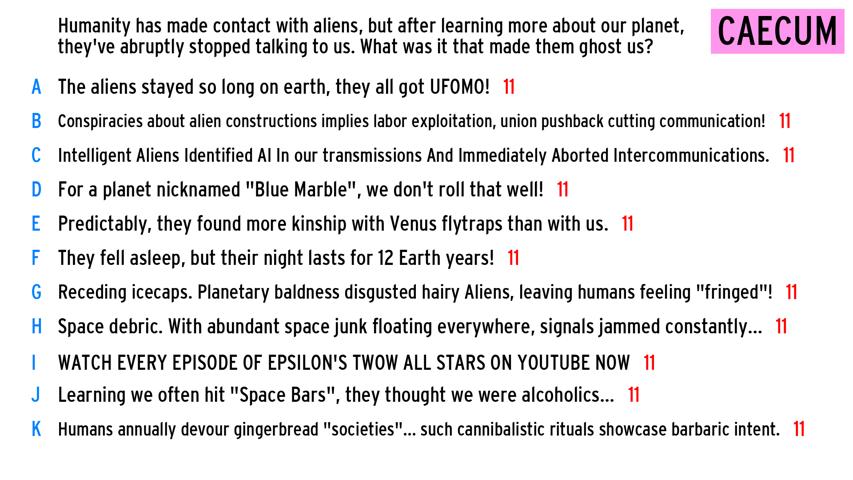 Humanity has made contact with aliens, but after learning more about our planet,
they've abruptly stopped talking to us. What was it that made them ghost us?
CAECUM
A The aliens stayed so long on earth, they all got UFOMO! 11
B Conspiracies about alien constructions implies labor exploitation, union pushback cutting communication! 11
C Intelligent Aliens Identified AI In our transmissions And Immediately Aborted Intercommunications. 11
D For a planet nicknamed "Blue Marble", we don't roll that well! 11
E Predictably, they found more kinship with Venus flytraps than with us. 11
F They fell asleep, but their night lasts for 12 Earth years! 11
G Receding icecaps. Planetary baldness disgusted hairy Aliens, leaving humans feeling "fringed"! 11
H Space debric. With abundant space junk floating everywhere, signals jammed constantly... 11
I WATCH EVERY EPISODE OF EPSILON'S TWOW ALL STARS ON YOUTUBE NOW 11
J Learning we often hit "Space Bars", they thought we were alcoholics... 11
K Humans annually devour gingerbread "societies"... such cannibalistic rituals showcase barbaric intent. 11